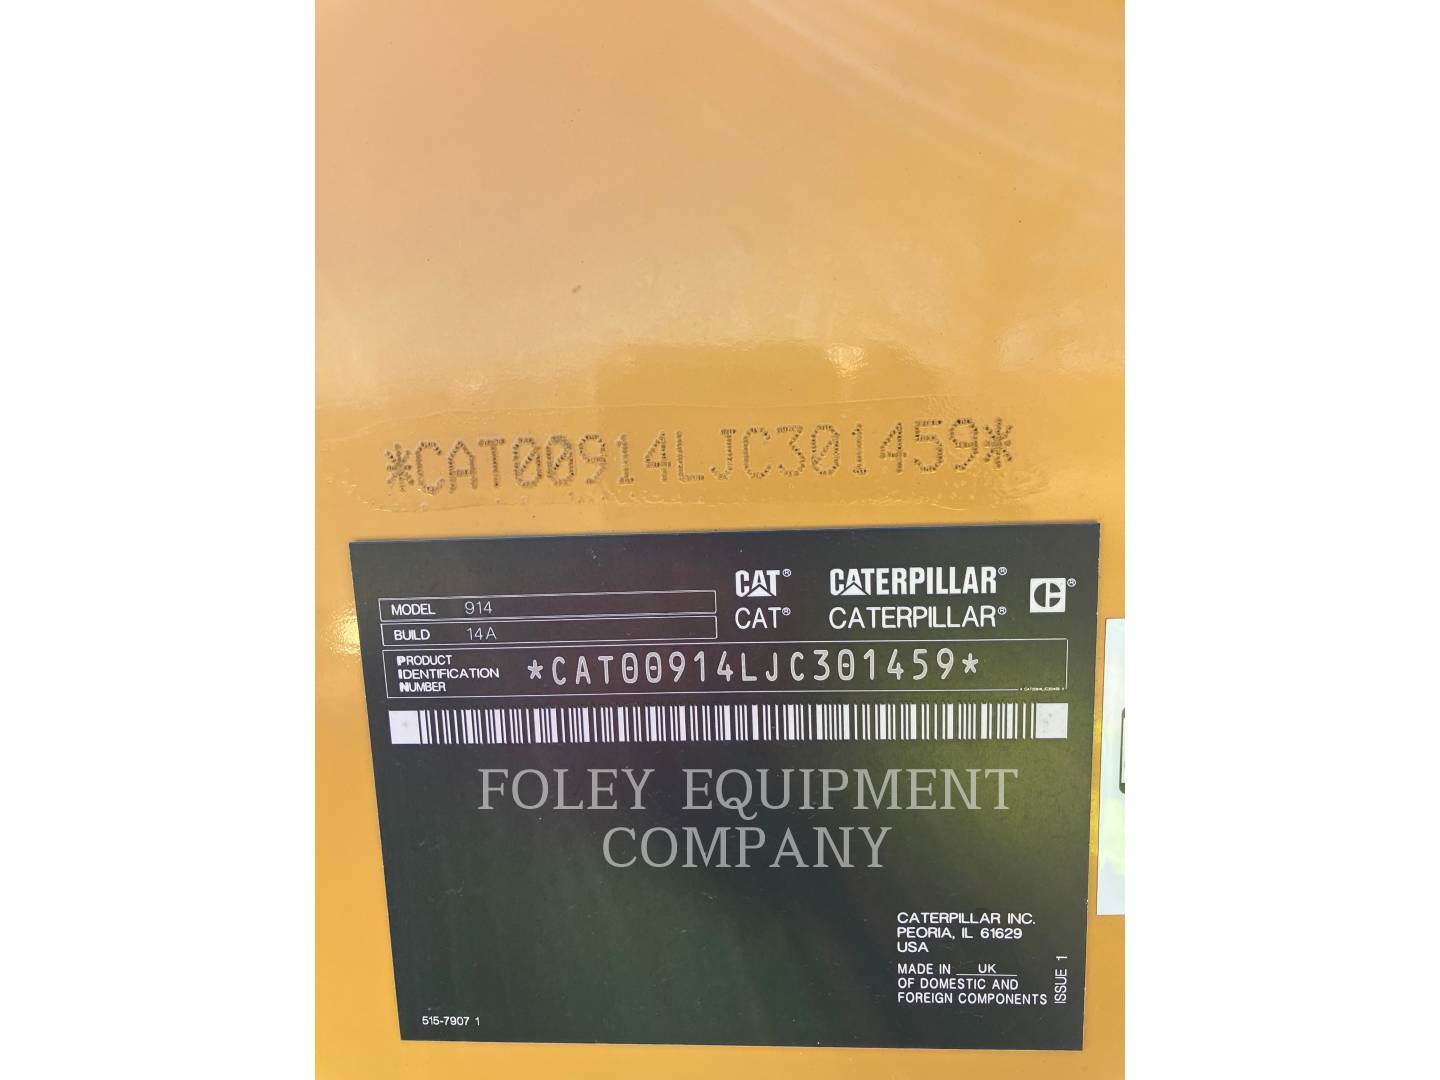 *CAT00914LJC301459*
CAT® CATERPILLAR® C®
MODEL 914
CAT® CATERPILLAR®
BUILD 14A
PRODUCT
IDENTIFICATION
NUMBER
*CAT00914LJC301459*
FOLEY EQUIPMENT
COMPANY
CATERPILLAR INC.
PEORIA, IL 61629
USA
MADE IN UK
OF DOMESTIC AND
FOREIGN COMPONENTS
ISSUE 1
515-7907 1